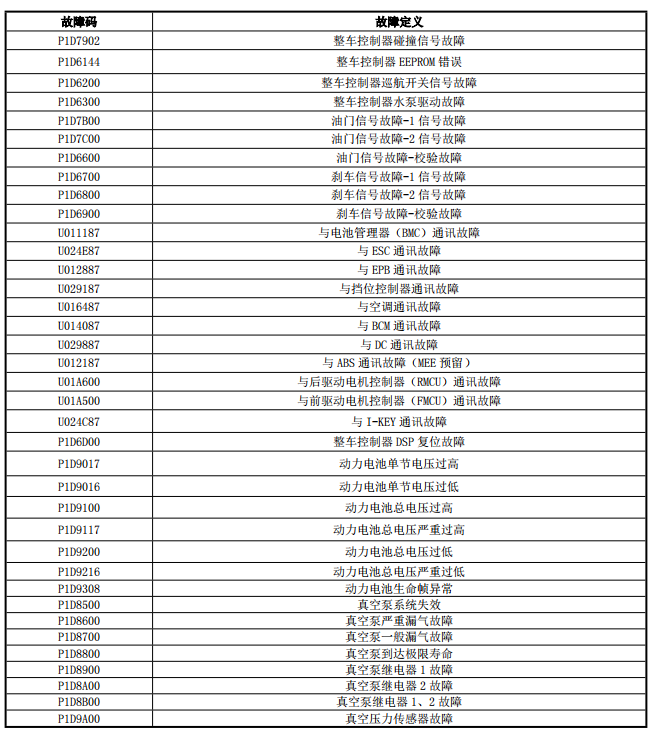 故障码 故障定义
P1D7902 整车控制器碰撞信号故障
P1D6144 整车控制器 EEPROM 错误
P1D6200 整车控制器巡航开关信号故障
P1D6300 整车控制器水泵驱动故障
P1D7B00 油门信号故障-1 信号故障
P1D7C00 油门信号故障-2 信号故障
P1D6600 油门信号故障-校验故障
P1D6700 刹车信号故障-1 信号故障
P1D6800 刹车信号故障-2 信号故障
P1D6900 刹车信号故障-校验故障
U011187 与电池管理器（BMC）通讯故障
U024E87 与 ESC 通讯故障
U012887 与 EPB 通讯故障
U029187 与挡位控制器通讯故障
U016487 与空调通讯故障
U014087 与 BCM 通讯故障
U029887 与 DC 通讯故障
U012187 与 ABS 通讯故障（MEE 预留）
U01A600 与后驱动电机控制器（RMCU）通讯故障
U01A500 与前驱动电机控制器（FMCU）通讯故障
U024C87 与 I-KEY 通讯故障
P1D6D00 整车控制器 DSP 复位故障
P1D9017 动力电池单节电压过高
P1D9016 动力电池单节电压过低
P1D9100 动力电池总电压过高
P1D9117 动力电池总电压严重过高
P1D9200 动力电池总电压过低
P1D9216 动力电池总电压严重过低
P1D9308 动力电池生命帧异常
P1D8500 真空泵系统失效
P1D8600 真空泵严重漏气故障
P1D8700 真空泵一般漏气故障
P1D8800 真空泵到达极限寿命
P1D8900 真空泵继电器 1 故障
P1D8A00 真空泵继电器 2 故障
P1D8B00 真空泵继电器 1、2 故障
P1D9A00 真空压力传感器故障